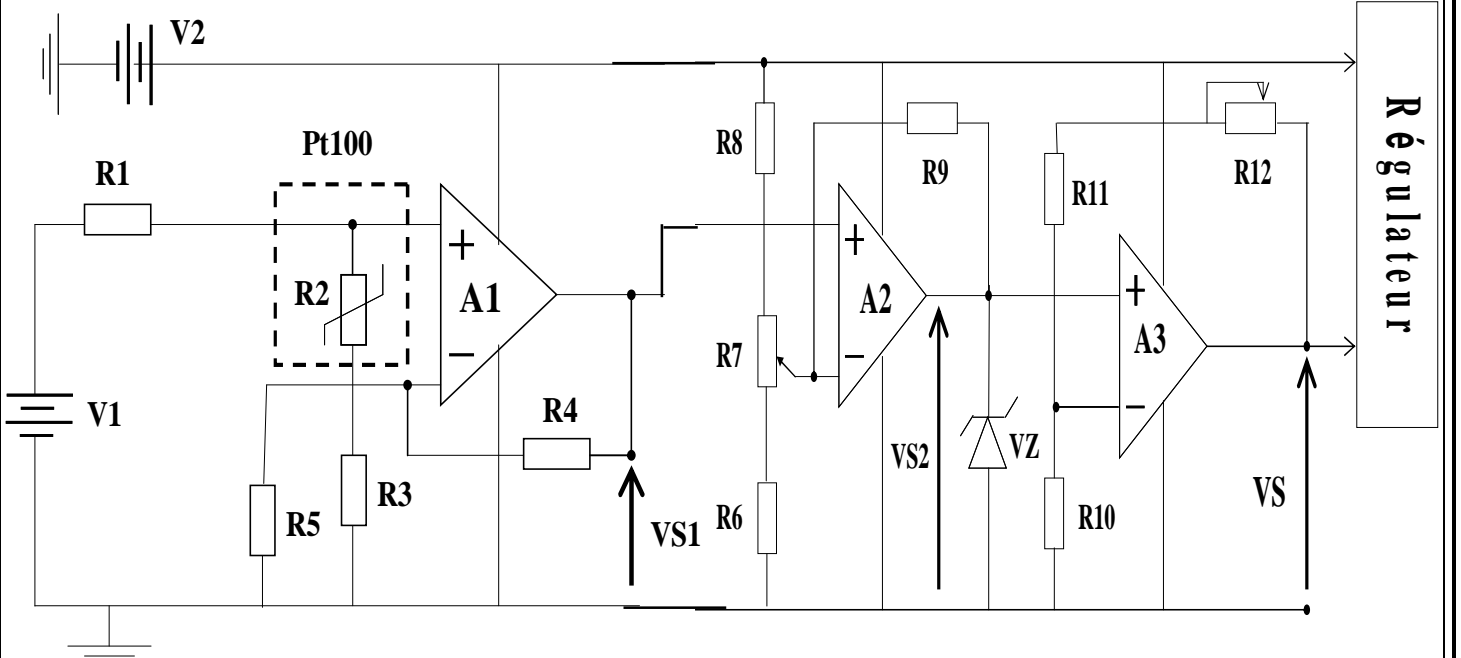 V2
Pt100
R1
R2
+
A1
−
V1
R4
R5
R3
VS1
R8
R7
R6
R9
+
A2
−
VS2
VZ
R11
R12
+
A3
−
R10
VS
Régulateur